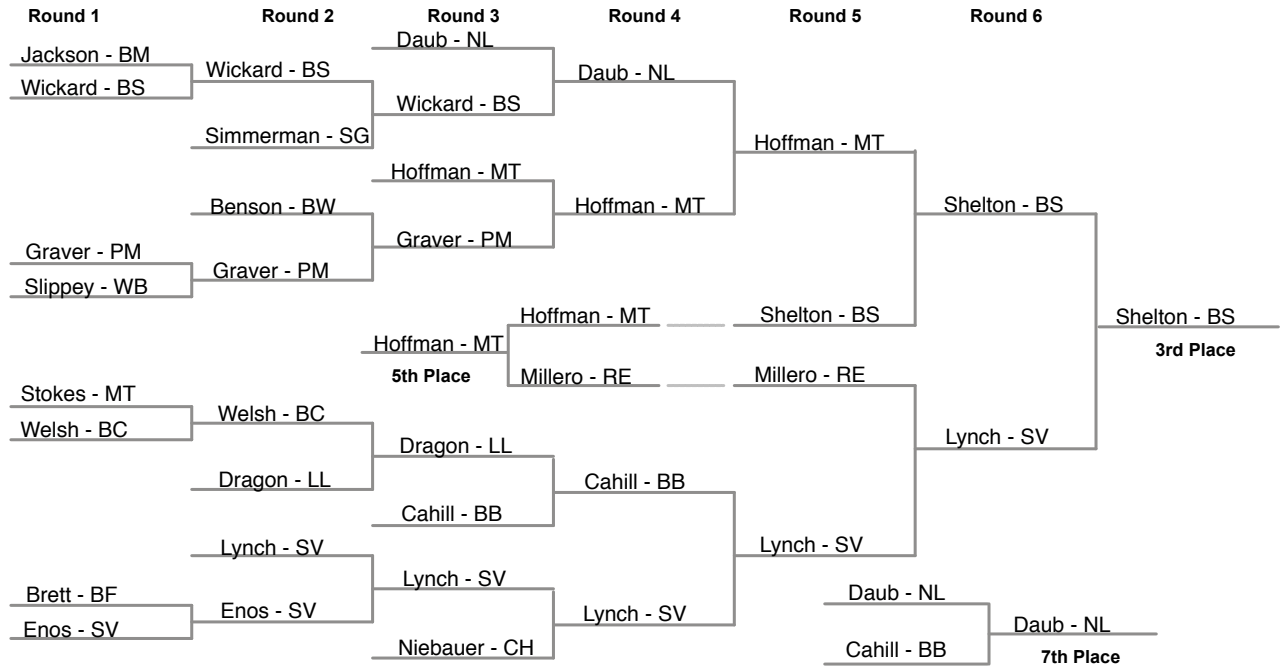 Round 1
Round 2
Round 3
Round 4
Round 5
Round 6
Jackson - BM
Wickard - BS
Graver - PM
Slippey - WB
Stokes - MT
Welsh - BC
Brett - BF
Enos - SV
Wickard - BS
Simmerman - SG
Benson - BW
Graver - PM
Welsh - BC
Dragon - LL
Lynch - SV
Enos - SV
Daub - NL
Wickard - BS
Hoffman - MT
Graver - PM
Dragon - LL
Cahill - BB
Lynch - SV
Niebauer - CH
Daub - NL
Hoffman - MT
Cahill - BB
Lynch - SV
Hoffman - MT
Shelton - BS
Millero - RE
Lynch - SV
Shelton - BS
Lynch - SV
Shelton - BS
3rd Place
Hoffman - MT
Millero - RE
Hoffman - MT
5th Place
Daub - NL
Cahill - BB
Daub - NL
7th Place